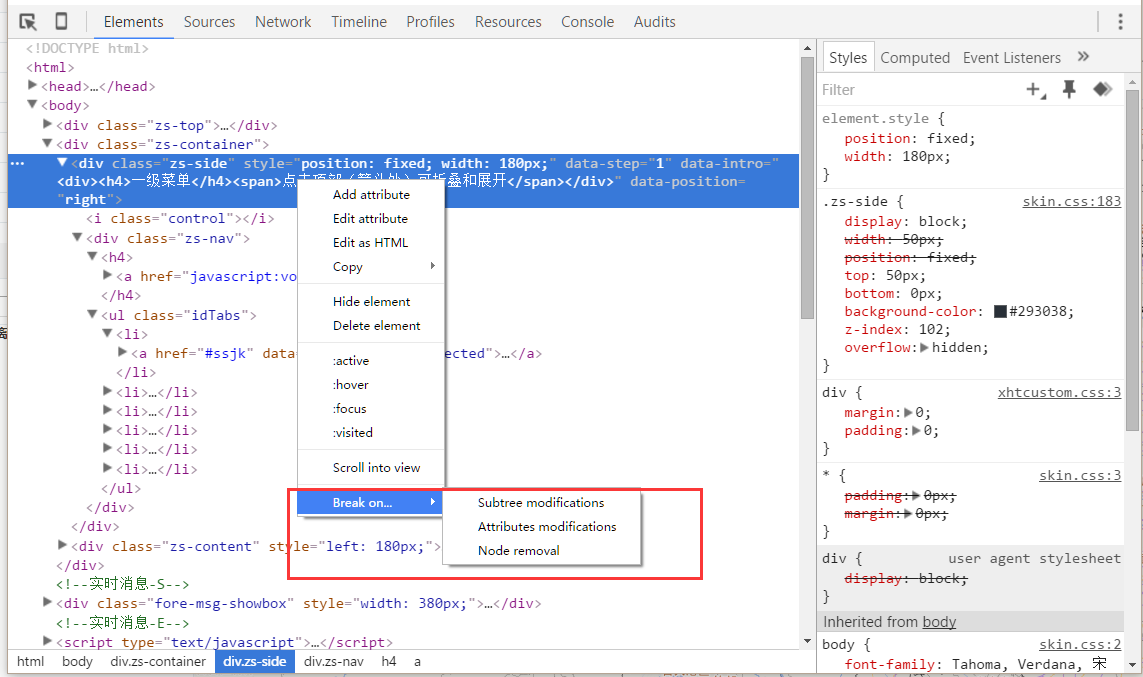 Elements Sources Network Timeline Profiles Resources Console Audits
<!DOCTYPE html>
<html>
<head>…</head>
<body>
<div class="zs-top">…</div>
<div class="zs-container">
<div class="zs-side" style="position: fixed; width: 180px;" data-step="1" data-intro="
<div><h4>一级菜单</h4><span>可折叠和展开</span></div>" data-position=
"right">
<i class="control"></i>
<div class="zs-nav">
<h4>
<a href="javascript:vo
</h4>
<ul class="idTabs">
<li>
<a href="#ssjk" data ected">…</a>
</li>
<li>…</li>
<li>…</li>
<li>…</li>
<li>…</li>
<li>…</li>
</ul>
</div>
</div>
<div class="zs-content" style="left: 180px;">
</div>
<!--实时消息-S-->
<div class="fore-msg-showbox" style="width: 380px;">…</div>
<!--实时消息-E-->
<script type="text/javascript">…</script>
html body div.zs-container div.zs-side div.zs-nav h4 a
Add attribute
Edit attribute
Edit as HTML
Copy
Hide element
Delete element
:active
:hover
:focus
:visited
Scroll into view
Break on...
Subtree modifications
Attributes modifications
Node removal
Styles Computed Event Listeners
Filter
element.style {
position: fixed;
width: 180px;
}
.zs-side { skin.css:183
display: block;
width: 50px;
position: fixed;
top: 50px;
bottom: 0px;
background-color: #293038;
z-index: 102;
overflow: hidden;
}
div { xhtcustom.css:3
margin: 0;
padding: 0;
}
* { skin.css:3
padding: 0px;
margin: 0px;
}
div { user agent stylesheet
display: block;
}
Inherited from body
body { skin.css:2
font-family: Tahoma, Verdana, 宋